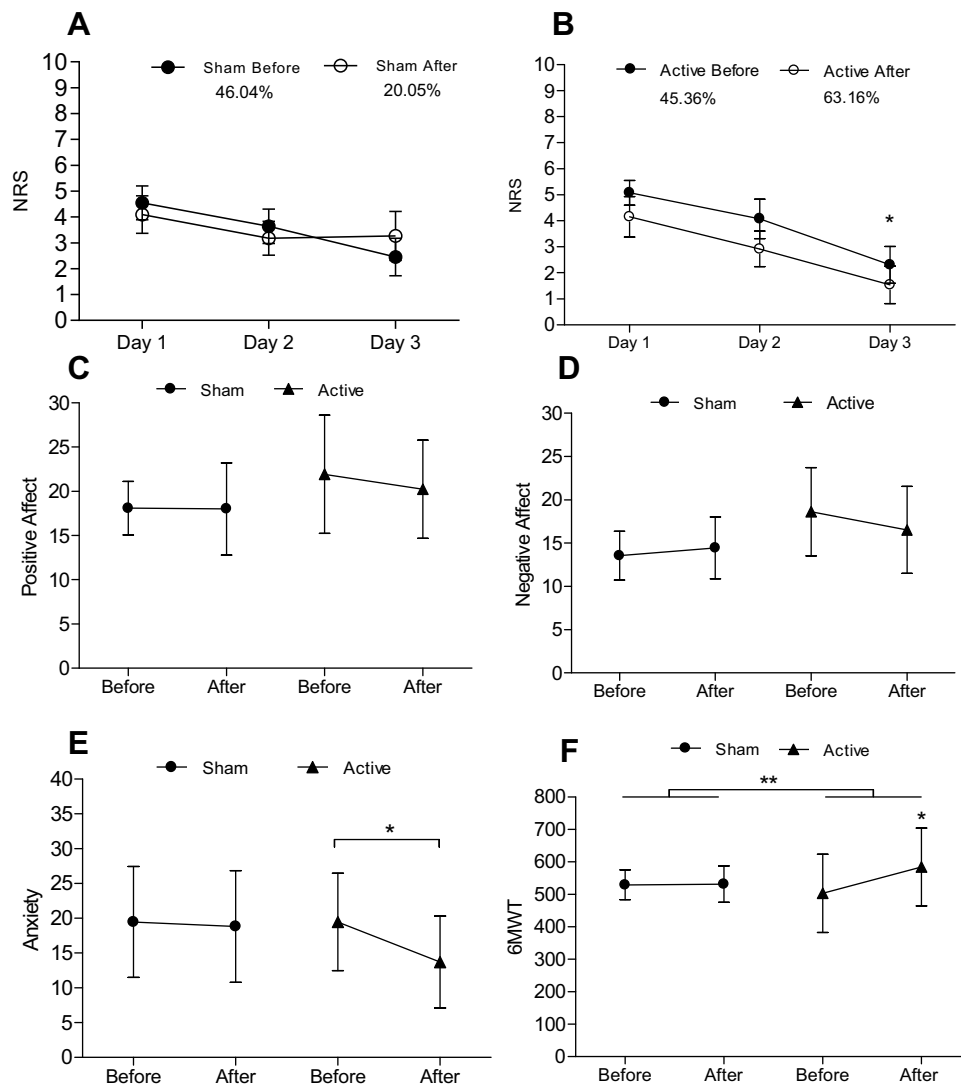 A
Sham Before
Sham After
46.04%
20.05%
10
9
8
7
6
5
4
3
2
1
0
NRS
Day 1
Day 2
Day 3
B
Active Before
Active After
45.36%
63.16%
10
9
8
7
6
5
4
3
2
1
0
NRS
*
Day 1
Day 2
Day 3
C
Sham
Active
30
25
20
15
10
5
0
Positive Affect
Before
After
Before
After
D
Sham
Active
30
25
20
15
10
5
0
Negative Affect
Before
After
Before
After
E
Sham
Active
40
35
30
25
20
15
10
5
0
Anxiety
*
Before
After
Before
After
F
Sham
Active
800
700
600
500
400
300
200
100
0
6MWT
**
*
Before
After
Before
After